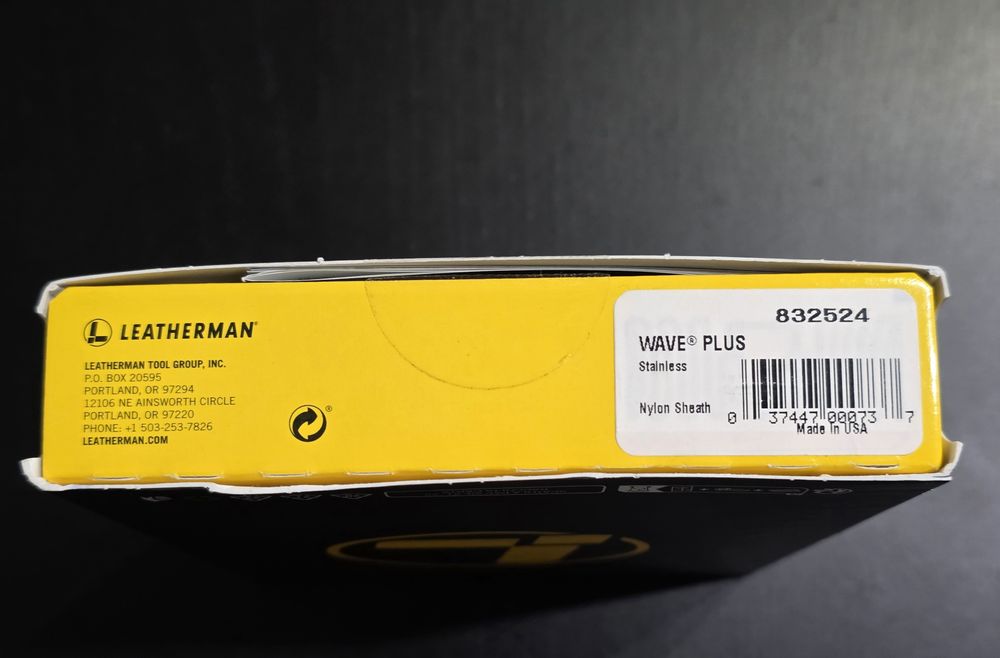 LEATHERMAN®
LEATHERMAN TOOL GROUP, INC.
P.O. BOX 20595
PORTLAND, OR 97294
12106 NE AINSWORTH CIRCLE
PORTLAND, OR 97220
PHONE: +1 503-253-7826
LEATHERMAN.COM
®
832524
WAVE® PLUS
Stainless
Nylon Sheath
0 37447 00073 7
Made in USA